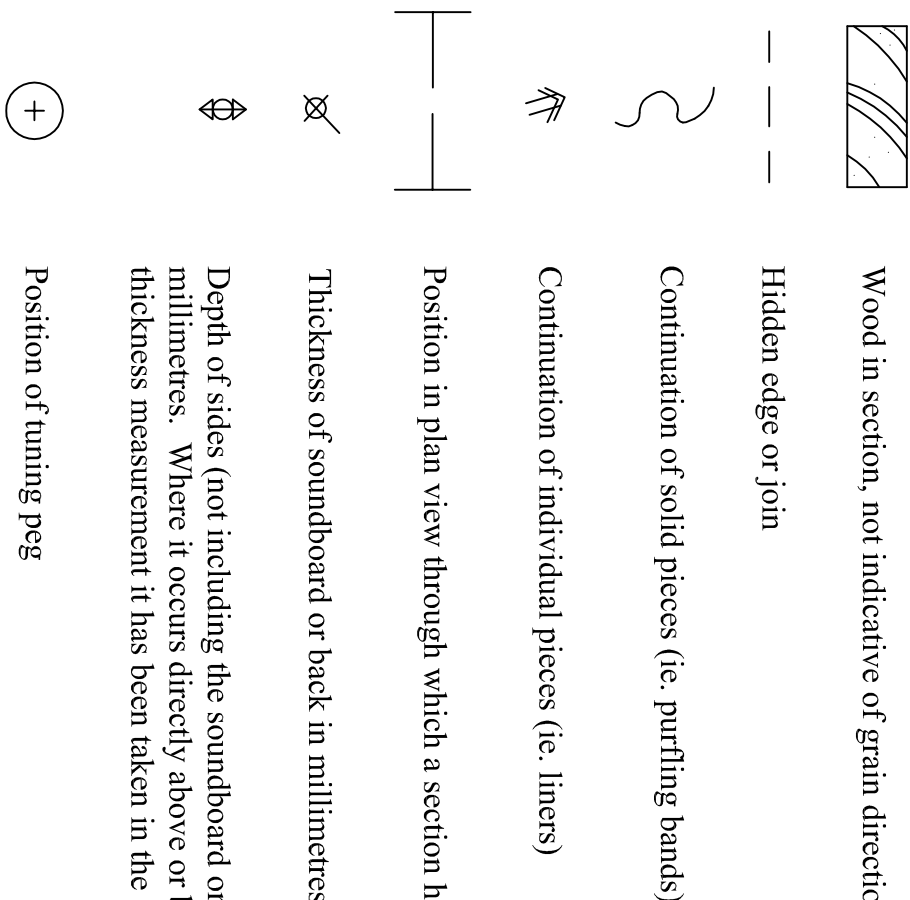 Wood in section, not indicative of grain directio
Hidden edge or join
Continuation of solid pieces (ie. purfling bands)
Continuation of individual pieces (ie. liners)
Position in plan view through which a section h
Thickness of soundboard or back in millimetres
Depth of sides (not including the soundboard or
millimetres. Where it occurs directly above or
thickness measurement it has been taken in the
Position of tuning peg